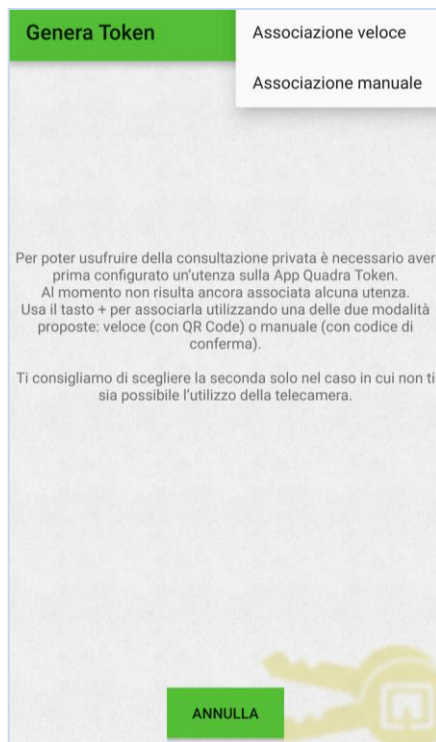 Genera Token
Associazione veloce
Associazione manuale
Per poter usufruire della consultazione privata è necessario aver
prima configurato un'utenza sulla App Quadra Token.
Al momento non risulta ancora associata alcuna utenza.
Usa il tasto + per associarla utilizzando una delle due modalità
proposte: veloce (con QR Code) o manuale (con codice di
conferma).
Ti consigliamo di scegliere la seconda solo nel caso in cui non ti
sia possibile l'utilizzo della telecamera.
ANNULLA